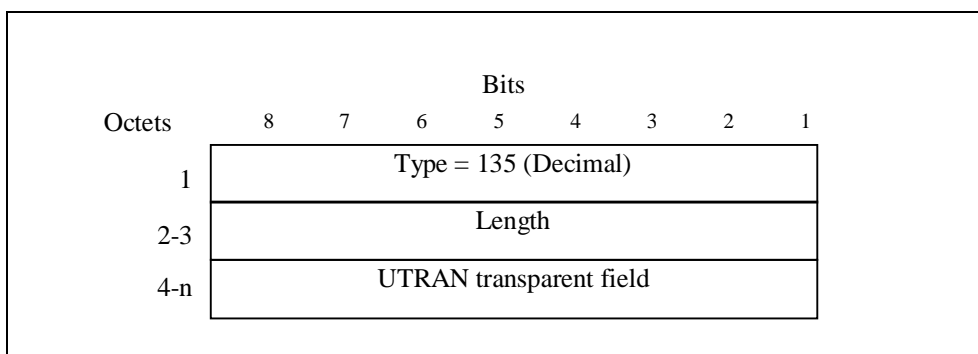 Bits
Octets 8 7 6 5 4 3 2 1
1 Type = 135 (Decimal)
2-3 Length
4-n UTRAN transparent field